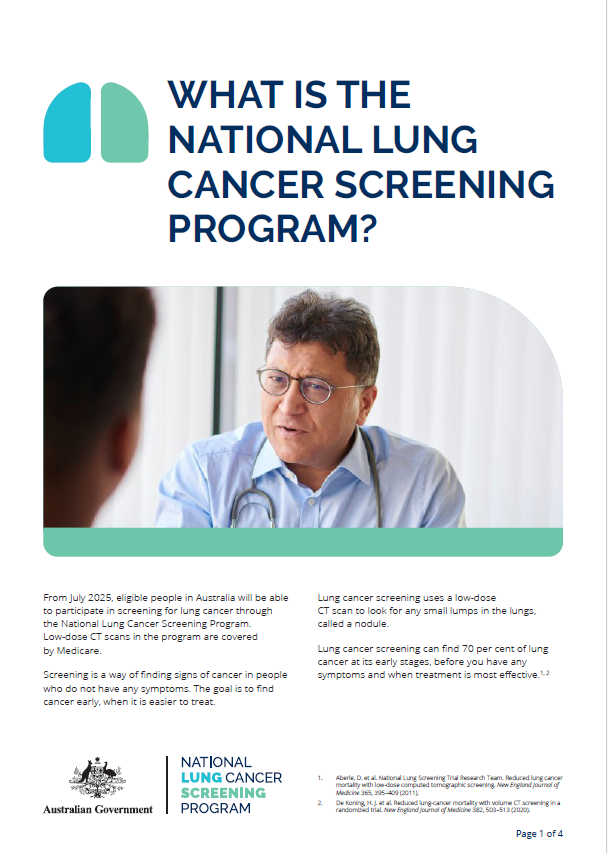 WHAT IS THE
NATIONAL LUNG
CANCER SCREENING
PROGRAM?
From July 2025, eligible people in Australia will be able
to participate in screening for lung cancer through
the National Lung Cancer Screening Program.
Low-dose CT scans in the program are covered
by Medicare.
Screening is a way of finding signs of cancer in people
who do not have any symptoms. The goal is to find
cancer early, when it is easier to treat.
Lung cancer screening uses a low-dose
CT scan to look for any small lumps in the lungs,
called a nodule.
Lung cancer screening can find 70 per cent of lung
cancer at its early stages, before you have any
symptoms and when treatment is most effective.1, 2
Australian Government
NATIONAL
LUNG CANCER
SCREENING
PROGRAM
1. Aberle, D. et al. National Lung Screening Trial Research Team. Reduced lung cancer
mortality with low-dose computed tomographic screening. New England Journal of
Medicine 365, 395–409 (2011).
2. De Koning, H. J. et al. Reduced lung-cancer mortality with volume CT screening in a
randomized trial. New England Journal of Medicine 382, 503–513 (2020).
Page 1 of 4